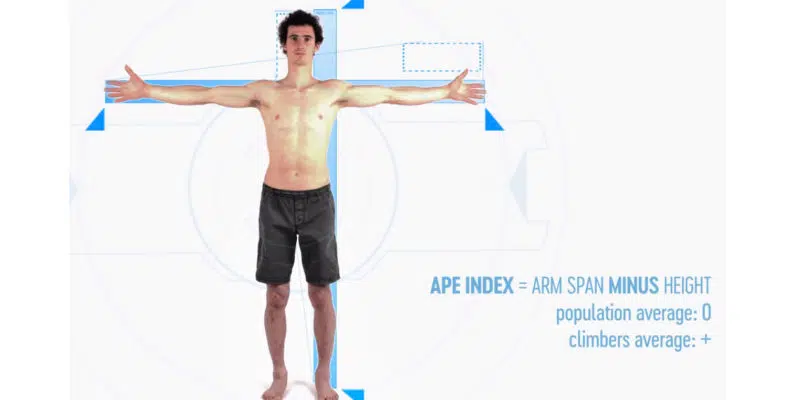 APE INDEX = ARM SPAN MINUS HEIGHT
population average: 0
climbers average: +